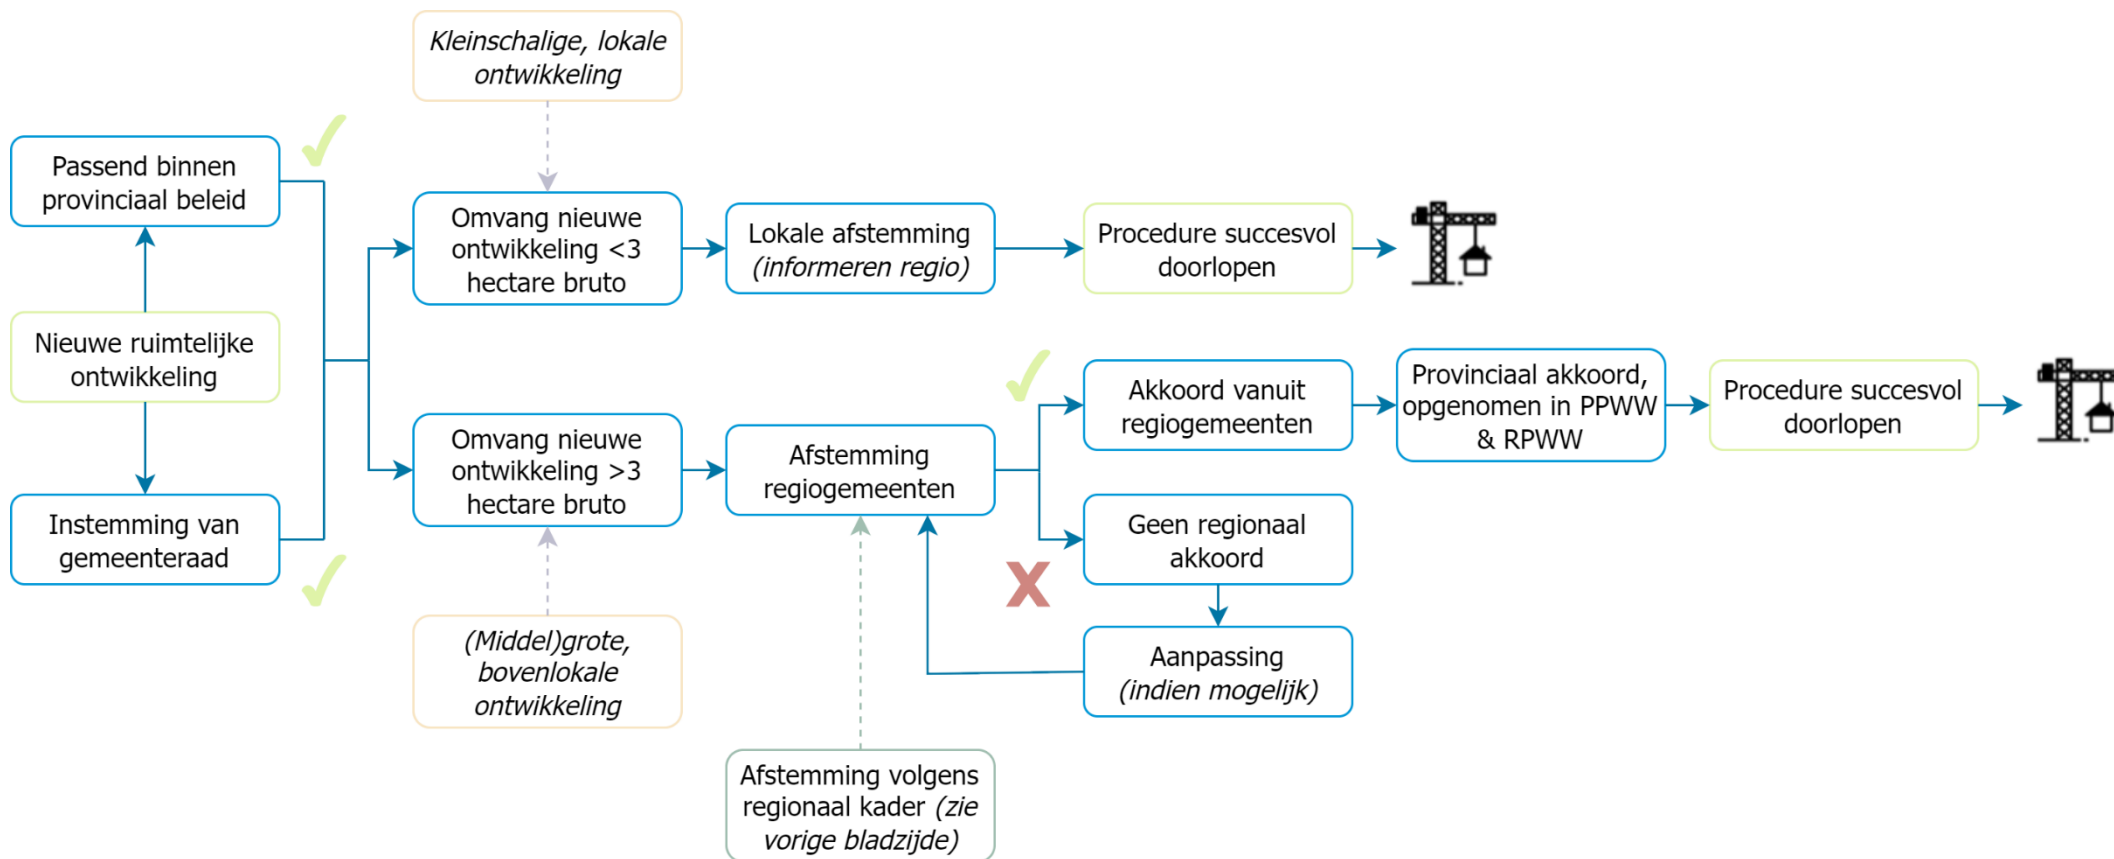 Kleinschalige, lokale
ontwikkeling
Passend binnen
provinciaal beleid
Nieuwe ruimtelijke
ontwikkeling
Instemming van
gemeenteraad
Omvang nieuwe
ontwikkeling <3
hectare bruto
Lokale afstemming
(informeren regio)
Procedure succesvol
doorlopen
Omvang nieuwe
ontwikkeling >3
hectare bruto
(Middel)grote,
bovenlokale
ontwikkeling
Afstemming
regiogemeenten
Afstemming volgens
regionaal kader (zie
vorige bladzijde)
Akkoord vanuit
regiogemeenten
Provinciaal akkoord,
opgenomen in PPWW
& RPWW
Procedure succesvol
doorlopen
Geen regionaal
akkoord
X
Aanpassing
(indien mogelijk)